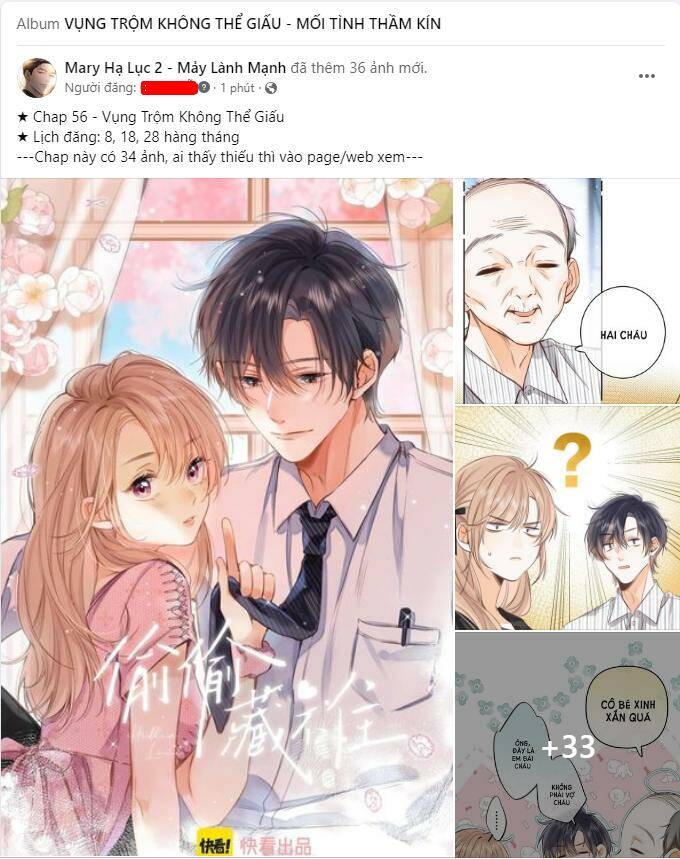 Album VỤNG TRỘM KHÔNG THỂ GIẤU - MỐI TÌNH THẦM KÍN
Mary Hạ Lục 2 - Mảy Lành Mạnh đã thêm 36 ảnh mới.
Người đăng: · 1 phút ·
★ Chap 56 - Vụng Trộm Không Thể Giấu
★ Lịch đăng: 8, 18, 28 hàng tháng
---Chap này có 34 ảnh, ai thấy thiếu thì vào page/web xem---
HAI CHÁU
?
CÔ BÉ XINH
XẮN QUÁ
ÔNG,
ĐÂY LÀ
EM GÁI
CHÁU
+33
KHÔNG
PHẢI VỢ
CHÁU
偷偷
藏不住
快看!
快看出品